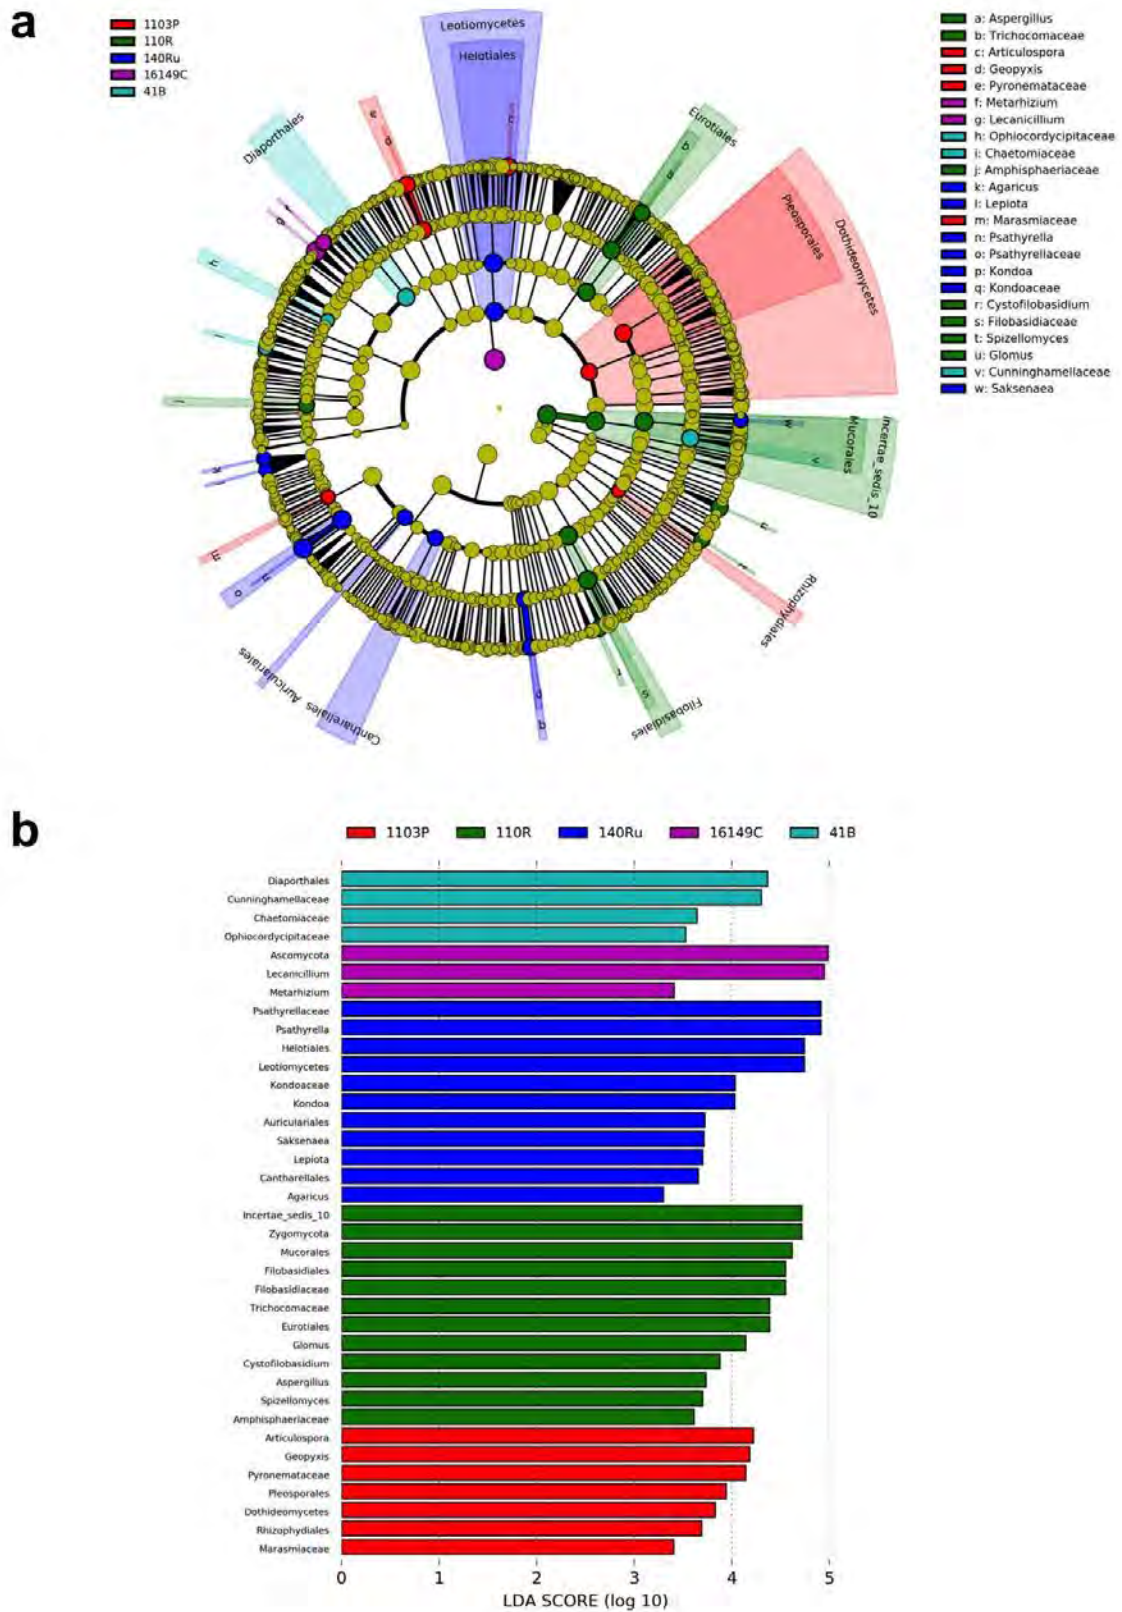 a
1103P
110R
140Ru
16149C
41B
a: Aspergillus
b: Trichocomaceae
c: Articulospora
d: Geopyxis
e: Pyronemataceae
f: Metarhizium
g: Lecanicillium
h: Ophiocordycipitaceae
i: Chaetomiaceae
j: Amphisphaeriaceae
k: Agaricus
l: Lepiota
m: Marasmiaceae
n: Psathyrella
o: Psathyrellaceae
p: Kondoa
q: Kondoaceae
r: Cystofilobasidium
s: Filobasidiaceae
t: Spizellomyces
u: Glomus
v: Cunninghamellaceae
w: Saksenaea
Leotiomycetes
Helotiales
c
Eurotiales
b
a
Pleosporales
Dothideomycetes
Diaporthales
e
d
f
g
h
i
j
k
l
m
n
o
Auriculariales
Cantharellales
p
q
r
s
Filobasidiales
Rhizophydiales
t
u
v
w
Mucorales
Incertae_sedis_10
b
1103P 110R 140Ru 16149C 41B
Diaporthales
Cunninghamellaceae
Chaetomiaceae
Ophiocordycipitaceae
Ascomycota
Lecanicillium
Metarhizium
Psathyrellaceae
Psathyrella
Helotiales
Leotiomycetes
Kondoaceae
Kondoa
Auriculariales
Saksenaea
Lepiota
Cantharellales
Agaricus
Incertae_sedis_10
Zygomycota
Mucorales
Filobasidiales
Filobasidiaceae
Trichocomaceae
Eurotiales
Glomus
Cystofilobasidium
Aspergillus
Spizellomyces
Amphisphaeriaceae
Articulospora
Geopyxis
Pyronemataceae
Pleosporales
Dothideomycetes
Rhizophydiales
Marasmiaceae
0 1 2 3 4 5
LDA SCORE (log 10)